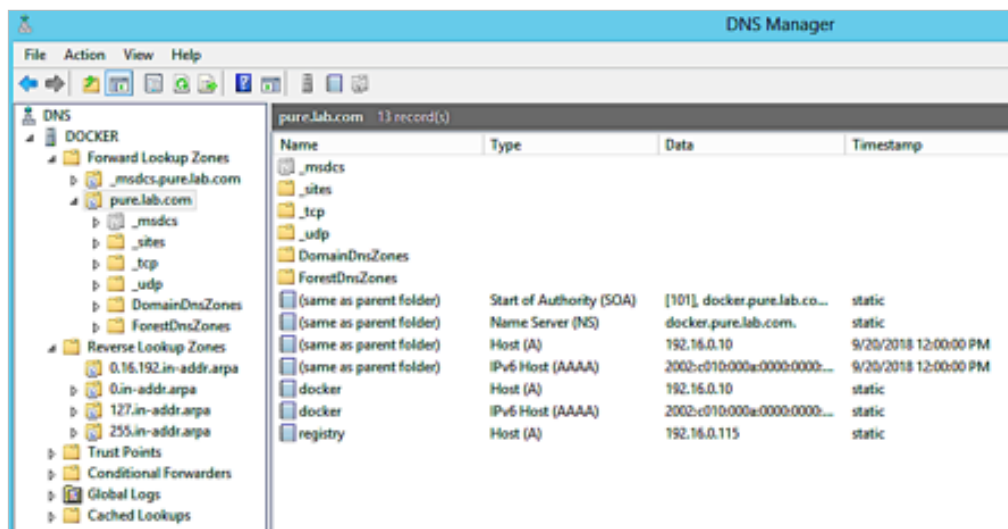 DNS Manager
File Action View Help
DNS
DOCKER
Forward Lookup Zones
_msdcs.pure.lab.com
pure.lab.com
_msdcs
_sites
_tcp
_udp
DomainDnsZones
ForestDnsZones
Reverse Lookup Zones
0.16.192.in-addr.arpa
0.in-addr.arpa
127.in-addr.arpa
255.in-addr.arpa
Trust Points
Conditional Forwarders
Global Logs
Cached Lookups
pure.lab.com 13 record(s)
Name Type Data Timestamp
_msdcs
_sites
_tcp
_udp
DomainDnsZones
ForestDnsZones
(same as parent folder) Start of Authority (SOA) [101], docker.pure.lab.co... static
(same as parent folder) Name Server (NS) docker.pure.lab.com. static
(same as parent folder) Host (A) 192.16.0.10 9/20/2018 12:00:00 PM
(same as parent folder) IPv6 Host (AAAA) 2002:c010:000a:0000:0000:... 9/20/2018 12:00:00 PM
docker Host (A) 192.16.0.10 static
docker IPv6 Host (AAAA) 2002:c010:000a:0000:0000:... static
registry Host (A) 192.16.0.115 static